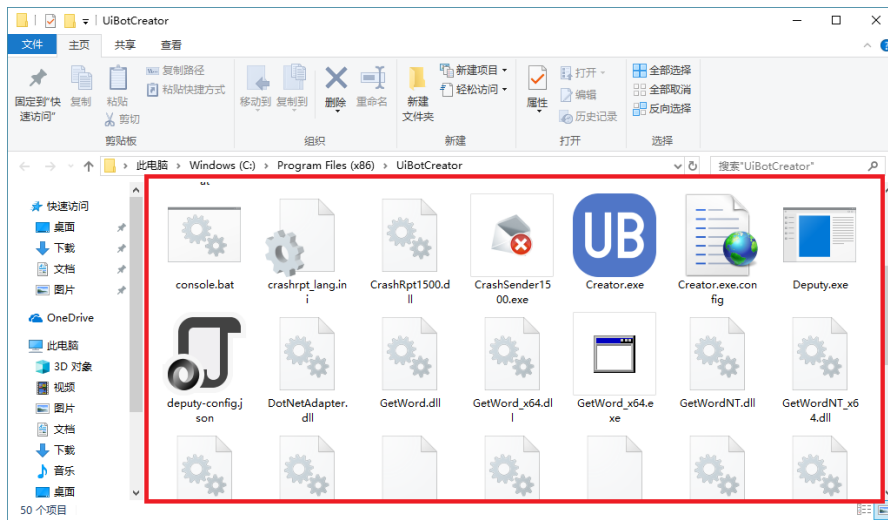 UiBotCreator
文件 主页 共享 查看
固定到"快速访问"
复制
粘贴
复制路径
粘贴快捷方式
剪切
剪贴板
移动到 复制到 删除 重命名
组织
新建文件夹
新建项目
轻松访问
新建
属性
打开
编辑
历史记录
打开
全部选择
全部取消
反向选择
选择
此电脑 Windows (C:) Program Files (x86) UiBotCreator
搜索"UiBotCreator"
快速访问
桌面
下载
文档
图片
OneDrive
此电脑
3D 对象
视频
图片
文档
下载
音乐
桌面
UB
console.bat
crashrpt_lang.ini
CrashRpt1500.dll
CrashSender1500.exe
Creator.exe
Creator.exe.config
Deputy.exe
deputy-config.json
DotNetAdapter.dll
GetWord.dll
GetWord_x64.dll
GetWord_x64.exe
GetWordNT.dll
GetWordNT_x64.dll
50 个项目